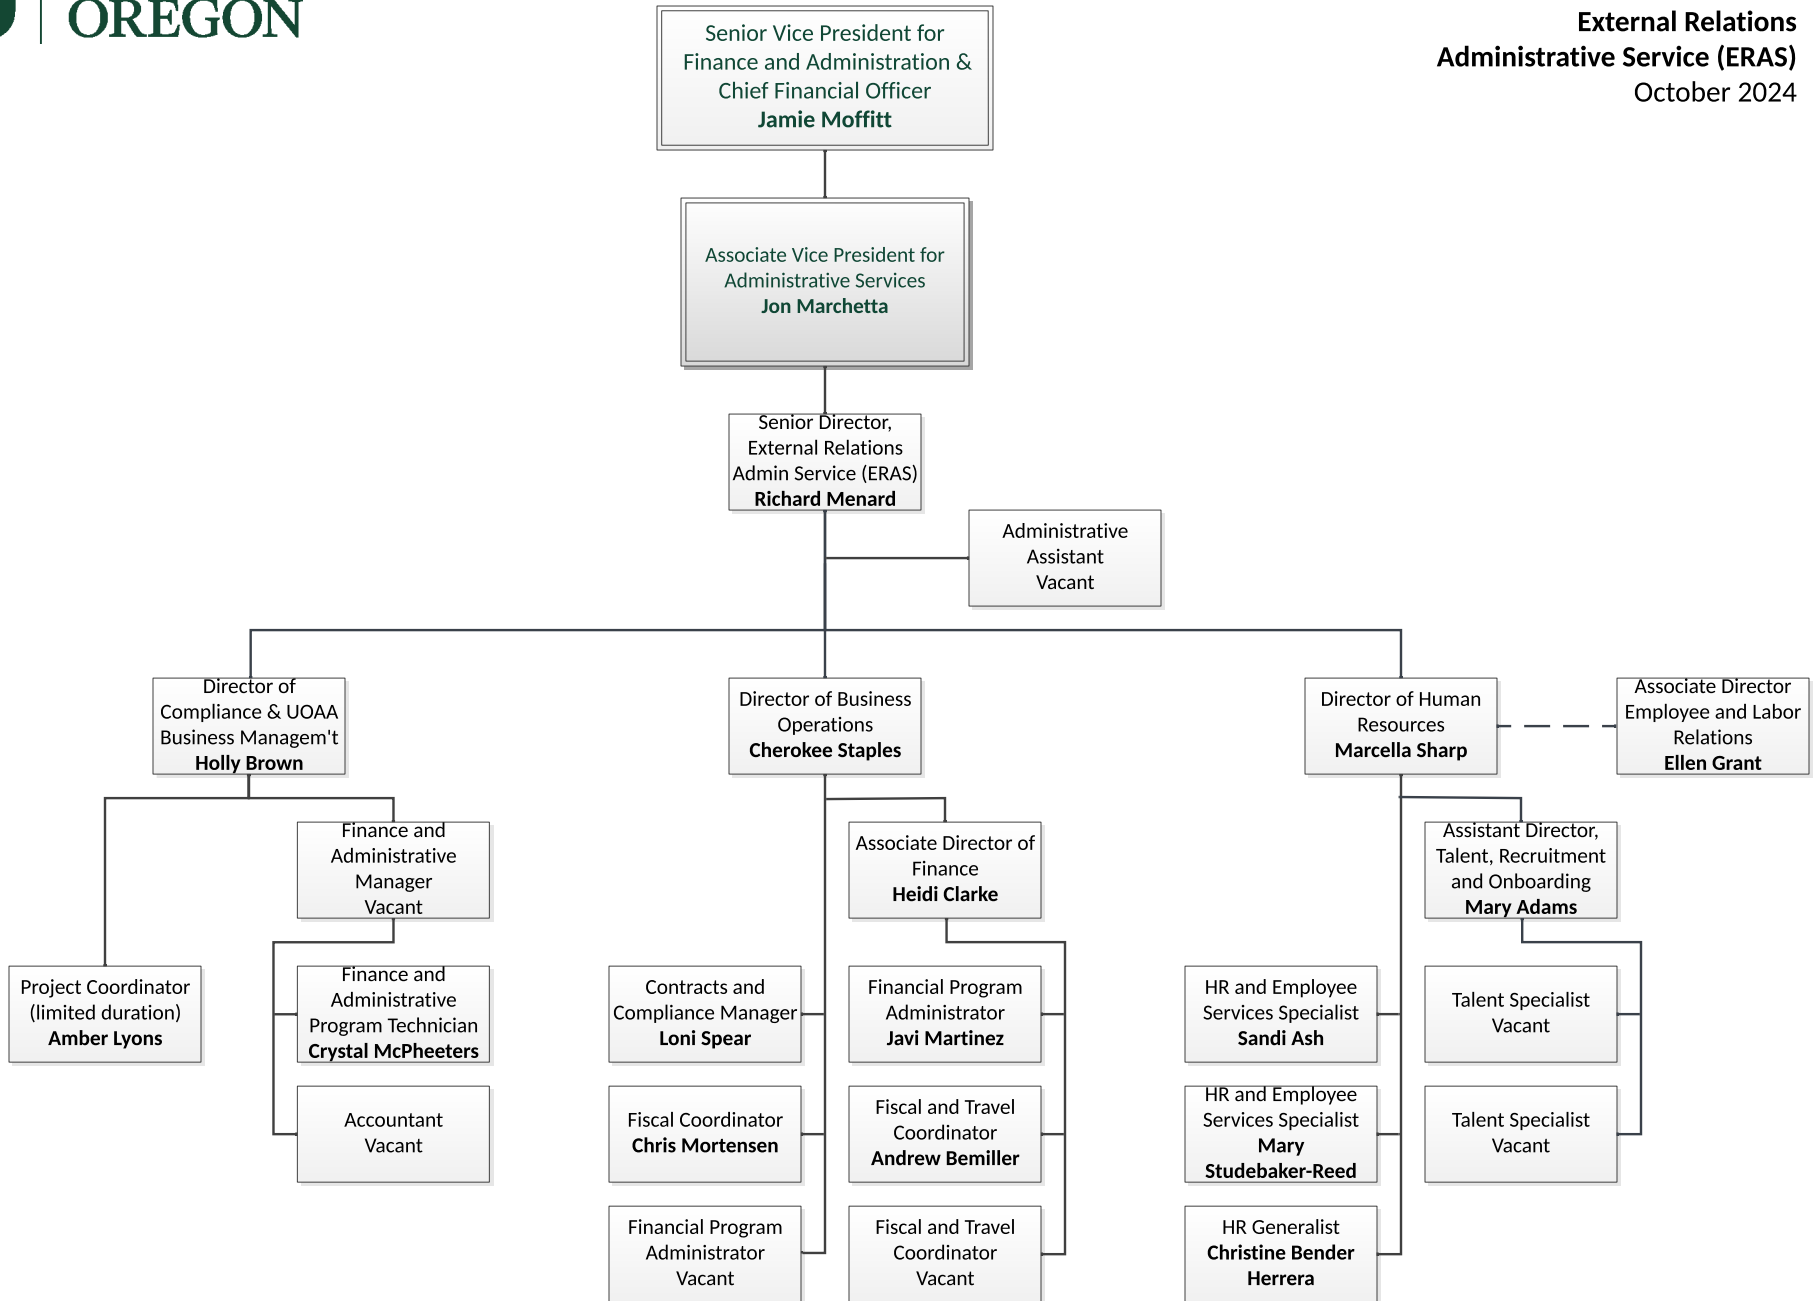 OREGON
External Relations
Administrative Service (ERAS)
October 2024
Senior Vice President for
Finance and Administration &
Chief Financial Officer
Jamie Moffitt
Associate Vice President for
Administrative Services
Jon Marchetta
Senior Director,
External Relations
Admin Service (ERAS)
Richard Menard
Administrative
Assistant
Vacant
Director of
Compliance & UOAA
Business Managem't
Holly Brown
Director of Business
Operations
Cherokee Staples
Director of Human
Resources
Marcella Sharp
Associate Director
Employee and Labor
Relations
Ellen Grant
Finance and
Administrative
Manager
Vacant
Associate Director of
Finance
Heidi Clarke
Assistant Director,
Talent, Recruitment
and Onboarding
Mary Adams
Project Coordinator
(limited duration)
Amber Lyons
Finance and
Administrative
Program Technician
Crystal McPheeters
Contracts and
Compliance Manager
Loni Spear
Financial Program
Administrator
Javi Martinez
HR and Employee
Services Specialist
Sandi Ash
Talent Specialist
Vacant
Accountant
Vacant
Fiscal Coordinator
Chris Mortensen
Fiscal and Travel
Coordinator
Andrew Bemiller
HR and Employee
Services Specialist
Mary
Studebaker-Reed
Talent Specialist
Vacant
Financial Program
Administrator
Vacant
Fiscal and Travel
Coordinator
Vacant
HR Generalist
Christine Bender
Herrera